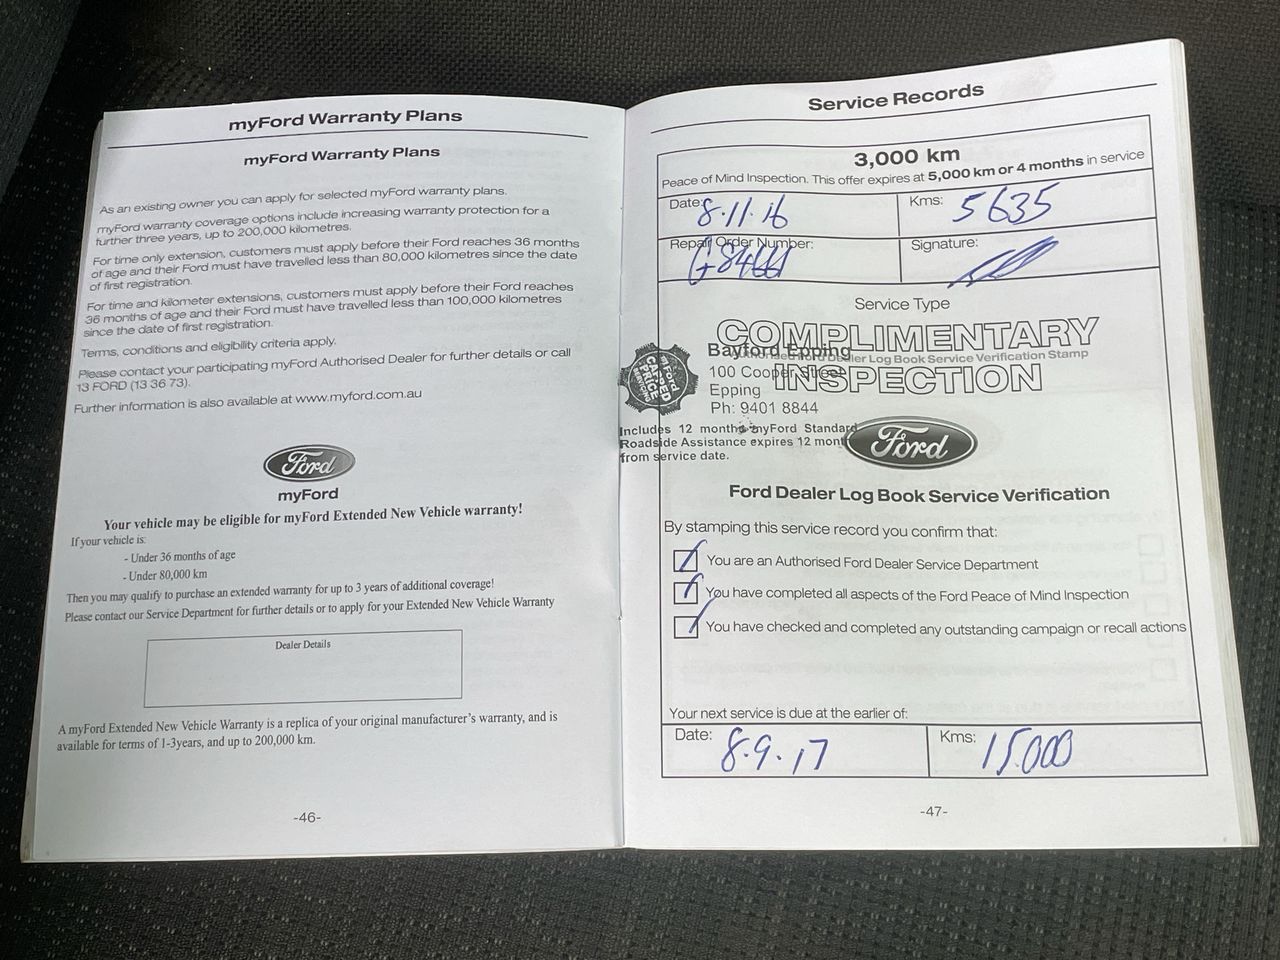 myFord Warranty Plans
myFord Warranty Plans
As an existing owner you can apply for selected myFord warranty plans.
myFord warranty coverage options include increasing warranty protection for a
further three years, up to 200,000 kilometres.
For time only extension, customers must apply before their Ford reaches 36 months
of age and their Ford must have travelled less than 80,000 kilometres since the date
of first registration.
For time and kilometer extensions, customers must apply before their Ford reaches
36 months of age and their Ford must have travelled less than 100,000 kilometres
since the date of first registration.
Terms, conditions and eligibility criteria apply.
Please contact your participating myFord Authorised Dealer for further details or call
13 FORD (13 36 73).
Further information is also available at www.myford.com.au
Ford
myFord
Your vehicle may be eligible for myFord Extended New Vehicle warranty!
If your vehicle is:
- Under 36 months of age
- Under 80,000 km
Then you may qualify to purchase an extended warranty for up to 3 years of additional coverage!
Please contact our Service Department for further details or to apply for your Extended New Vehicle Warranty
Dealer Details
A myFord Extended New Vehicle Warranty is a replica of your original manufacturer's warranty, and is
available for terms of 1-3years, and up to 200,000 km.
-46-
Service Records
3,000 km
Peace of Mind Inspection. This offer expires at 5,000 km or 4 months in service
Date: 8.11.16
Kms: 5635
Repair Order Number:
Signature:
Service Type
COMPLIMENTARY
Dealer Log Book Service Verification Stamp
INSPECTION
Ford
CAPPED
PRICE
Bayford Epping
100 Cooper Street
Epping
Ph: 9401 8844
Includes 12 months myFord Standard
Roadside Assistance expires 12
from service date.
Ford
Ford Dealer Log Book Service Verification
By stamping this service record you confirm that:
You are an Authorised Ford Dealer Service Department
You have completed all aspects of the Ford Peace of Mind Inspection
You have checked and completed any outstanding campaign or recall actions
Your next service is due at the earlier of:
Date: 8.9.17
Kms: 15.000
-47-